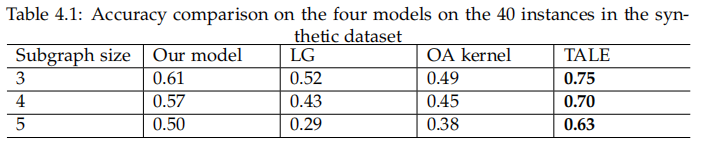 Table 4.1: Accuracy comparison on the four models on the 40 instances in the syn-
thetic dataset
Subgraph size Our model LG OA kernel TALE
3 0.61 0.52 0.49 0.75
4 0.57 0.43 0.45 0.70
5 0.50 0.29 0.38 0.63